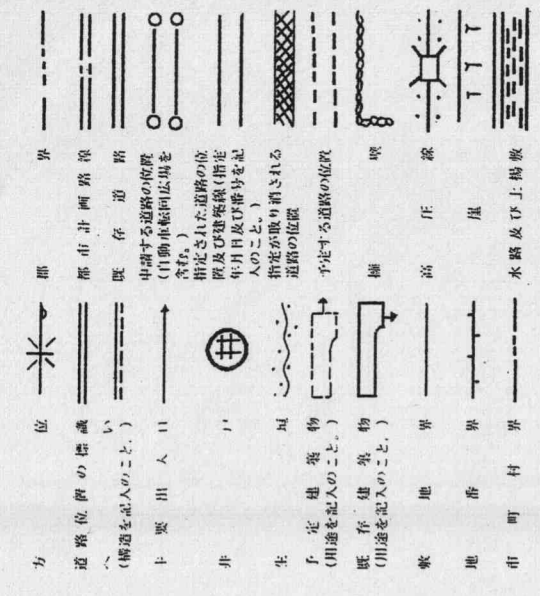 方位
道路位置の標識
へい
(構造を記入のこと。)
主要出入口
井戸
生垣
予定建築物
(用途を記入のこと。)
既存建築物
(用途を記入のこと。)
敷地界
地番界
市町村界
郡界
都市計画路線
既存道路
申請する道路の位置
(自動車転回広場を
含む。)
指定された道路の位
置及び建築線(指定
年月日及び番号を記
入のこと。)
指定が取り消される
道路の位置
予定する道路の位置
擁壁
高圧線
崖
水路及び上揚敷